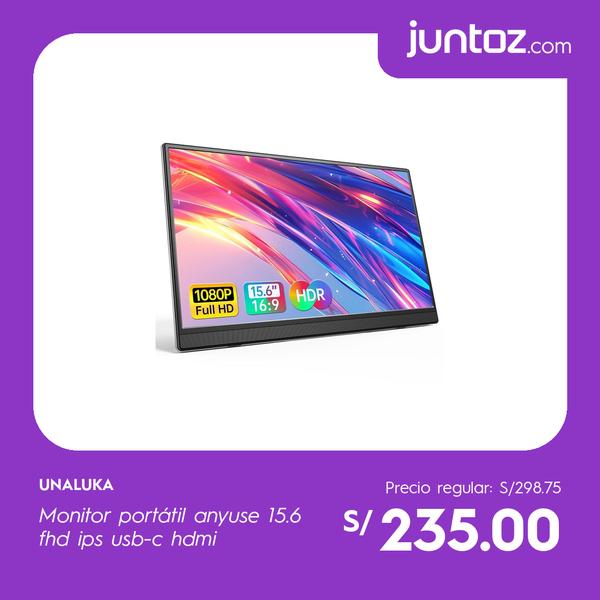 juntoz.com
1080P
Full HD
15.6"
16:9
HDR
UNALUKA
Monitor portátil anyuse 15.6
fhd ips usb-c hdmi
Precio regular: S/298.75
S/235.00